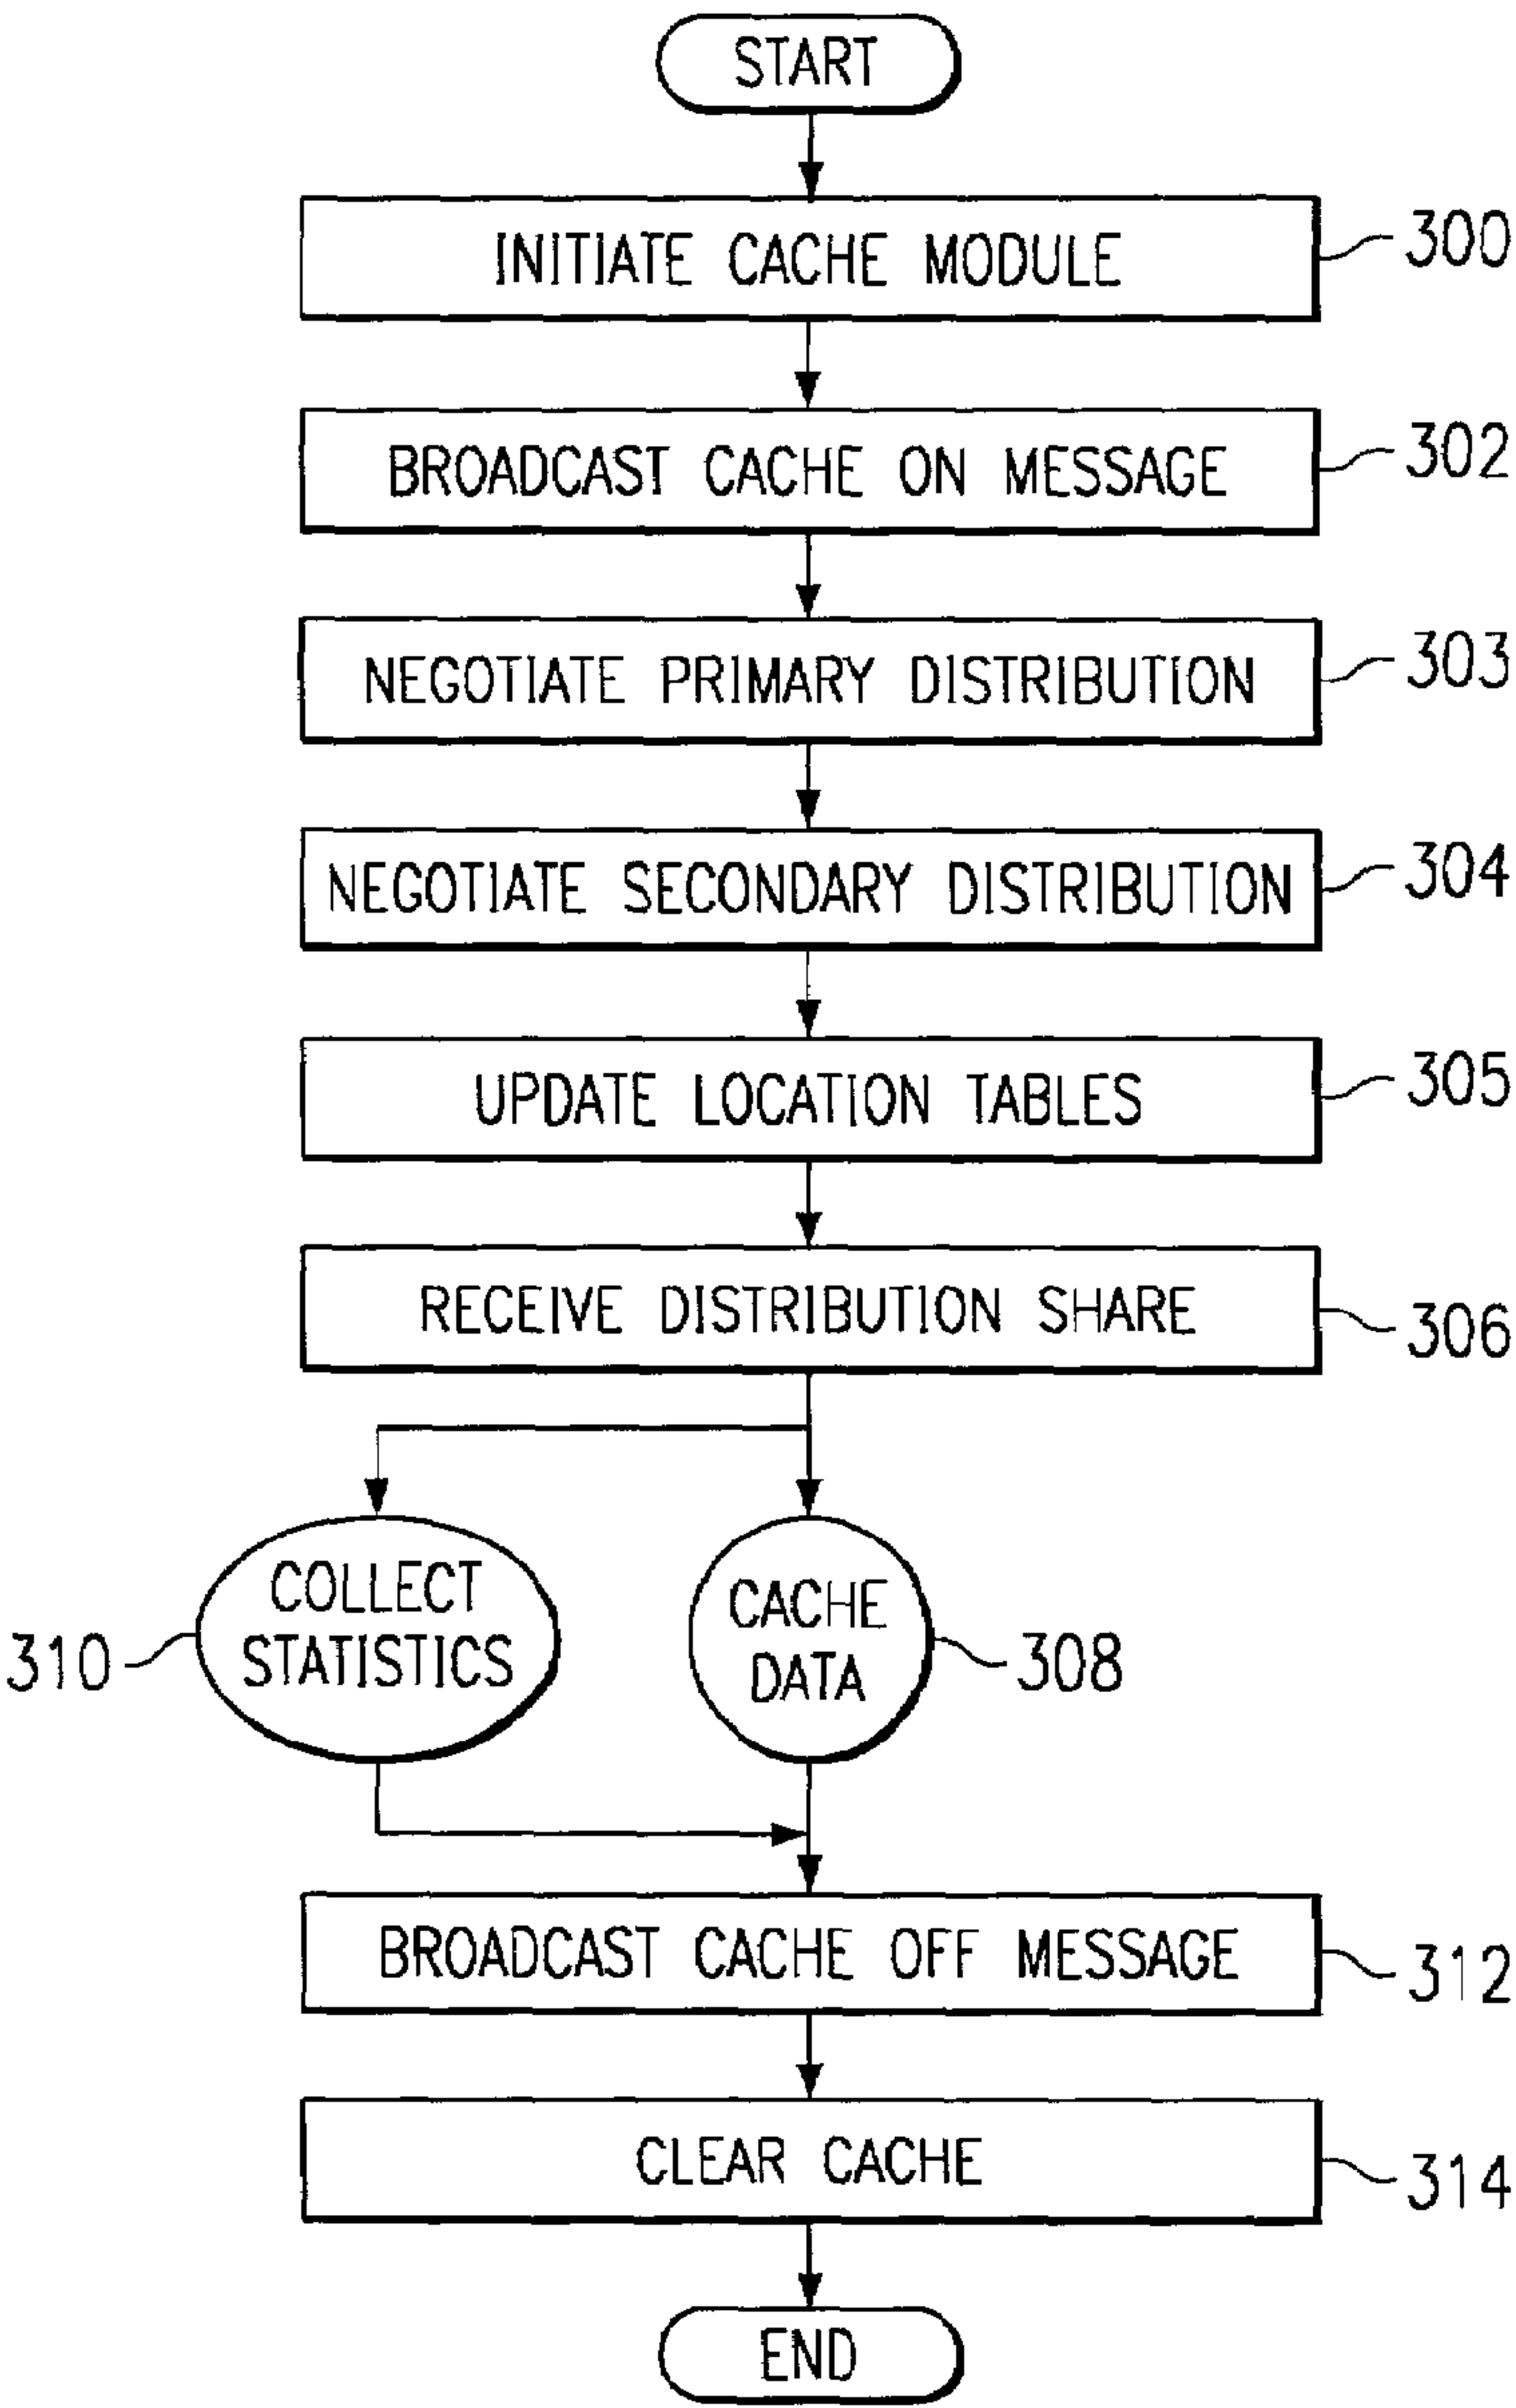 START
INITIATE CACHE MODULE
300
BROADCAST CACHE ON MESSAGE
302
NEGOTIATE PRIMARY DISTRIBUTION
303
NEGOTIATE SECONDARY DISTRIBUTION
304
UPDATE LOCATION TABLES
305
RECEIVE DISTRIBUTION SHARE
306
COLLECT
STATISTICS
310
CACHE
DATA
308
BROADCAST CACHE OFF MESSAGE
312
CLEAR CACHE
314
END